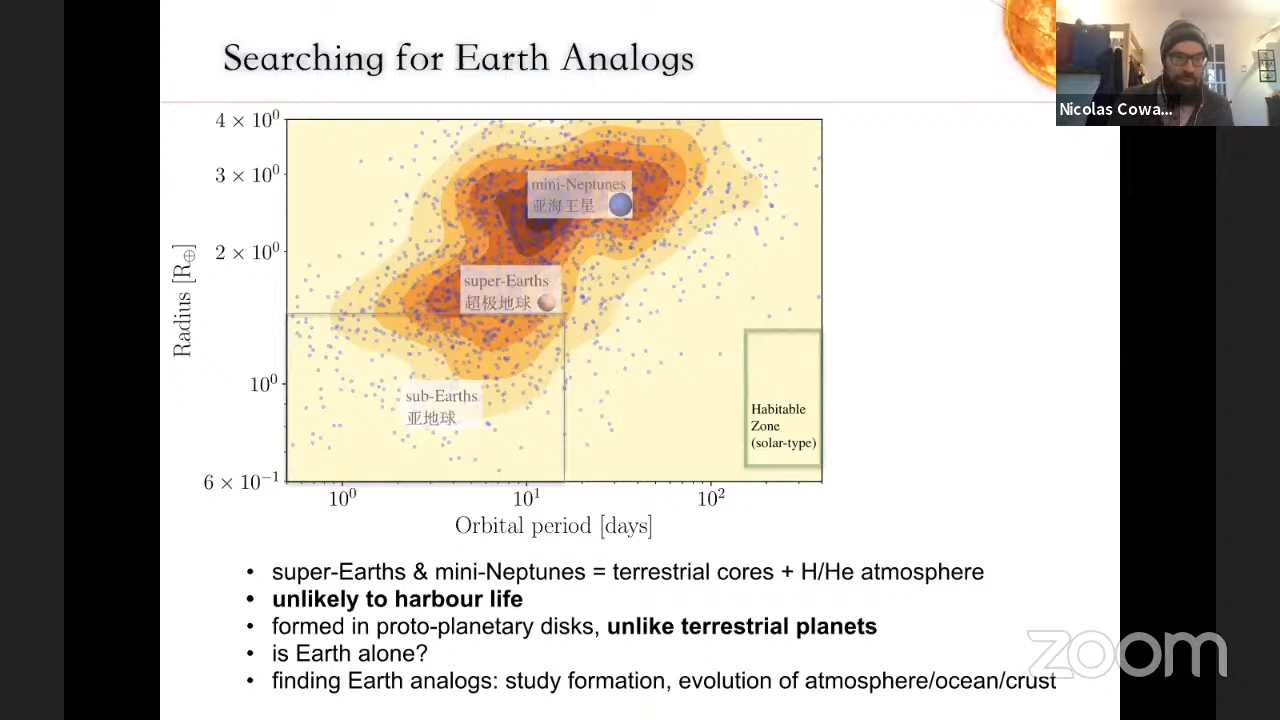 Searching for Earth Analogs
Nicolas Cowa...
4 × 10⁰
3 × 10⁰
2 × 10⁰
10⁰
6 × 10⁻¹
Radius [R⊕]
mini-Neptunes
亚海王星
super-Earths
超极地球
sub-Earths
亚地球
Habitable
Zone
(solar-type)
10⁰
10¹
10²
Orbital period [days]
• super-Earths & mini-Neptunes = terrestrial cores + H/He atmosphere
• unlikely to harbour life
• formed in proto-planetary disks, unlike terrestrial planets
• is Earth alone?
• finding Earth analogs: study formation, evolution of atmosphere/ocean/crust
zoom